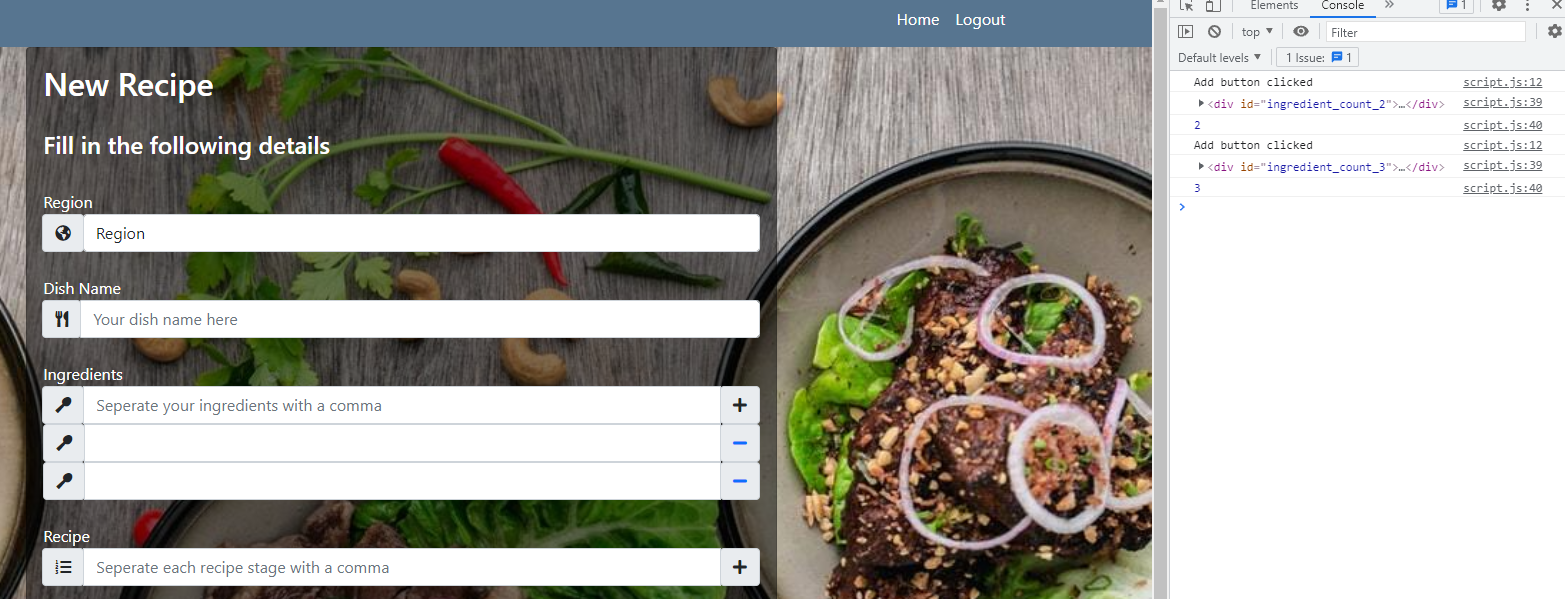 Home Logout
New Recipe
Fill in the following details
Region
Region
Dish Name
Your dish name here
Ingredients
Seperate your ingredients with a comma
Recipe
Seperate each recipe stage with a comma
Elements Console » 1
top ▼ Filter
Default levels ▼ 1 Issue: 1
Add button clicked script.js:12
▶<div id="ingredient_count_2">…</div> script.js:39
2 script.js:40
Add button clicked script.js:12
▶<div id="ingredient_count_3">…</div> script.js:39
3 script.js:40